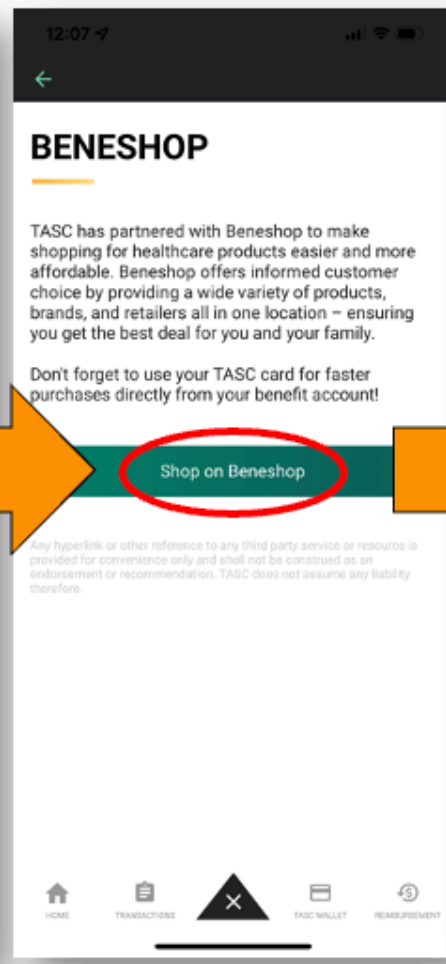 12:07
BENESHOP
TASC has partnered with Beneshop to make
shopping for healthcare products easier and more
affordable. Beneshop offers informed customer
choice by providing a wide variety of products,
brands, and retailers all in one location – ensuring
you get the best deal for you and your family.
Don't forget to use your TASC card for faster
purchases directly from your benefit account!
Shop on Beneshop
Any hyperlink or other reference to any third party service or resource is
provided for convenience only and shall not be construed as an
endorsement or recommendation. TASC does not assume any liability
therefore.
HOME
TRANSACTIONS
TASC WALLET
REIMBURSEMENT